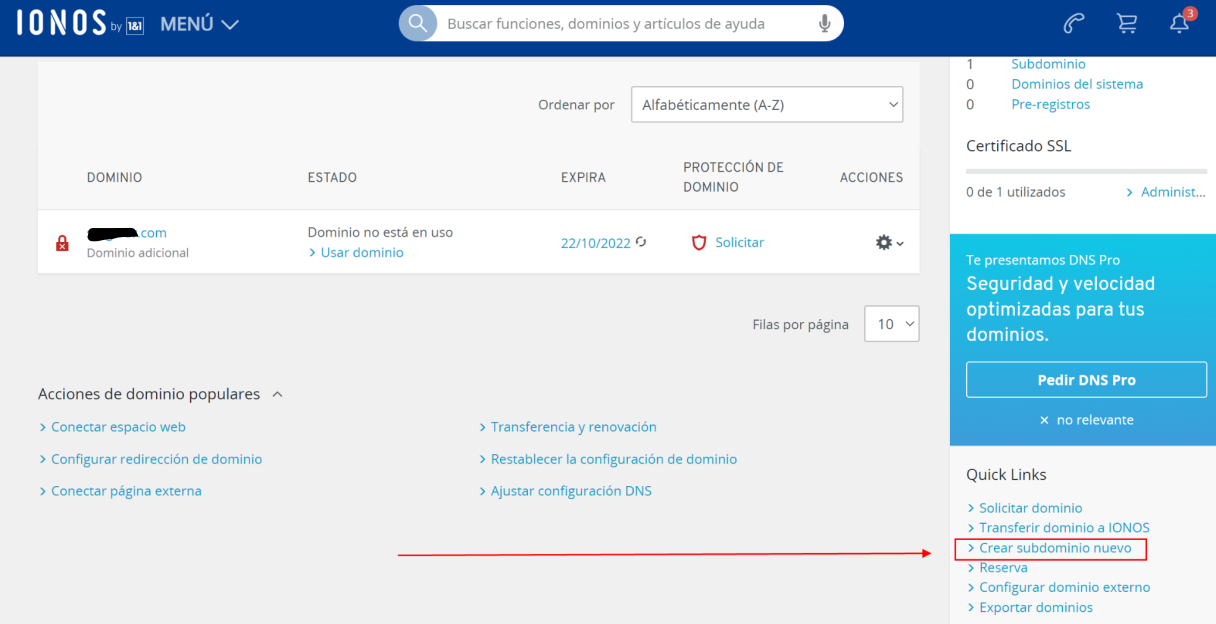 IONOS by 1&1 MENÚ
Buscar funciones, dominios y artículos de ayuda
3
Ordenar por Alfabéticamente (A-Z)
DOMINIO ESTADO EXPIRA PROTECCIÓN DE DOMINIO ACCIONES
.com
Dominio adicional
Dominio no está en uso
> Usar dominio
22/10/2022
Solicitar
Filas por página 10
Acciones de dominio populares
> Conectar espacio web
> Configurar redirección de dominio
> Conectar página externa
> Transferencia y renovación
> Restablecer la configuración de dominio
> Ajustar configuración DNS
1 Subdominio
0 Dominios del sistema
0 Pre-registros
Certificado SSL
0 de 1 utilizados > Administ...
Te presentamos DNS Pro
Seguridad y velocidad
optimizadas para tus
dominios.
Pedir DNS Pro
× no relevante
Quick Links
> Solicitar dominio
> Transferir dominio a IONOS
> Crear subdominio nuevo
> Reserva
> Configurar dominio externo
> Exportar dominios